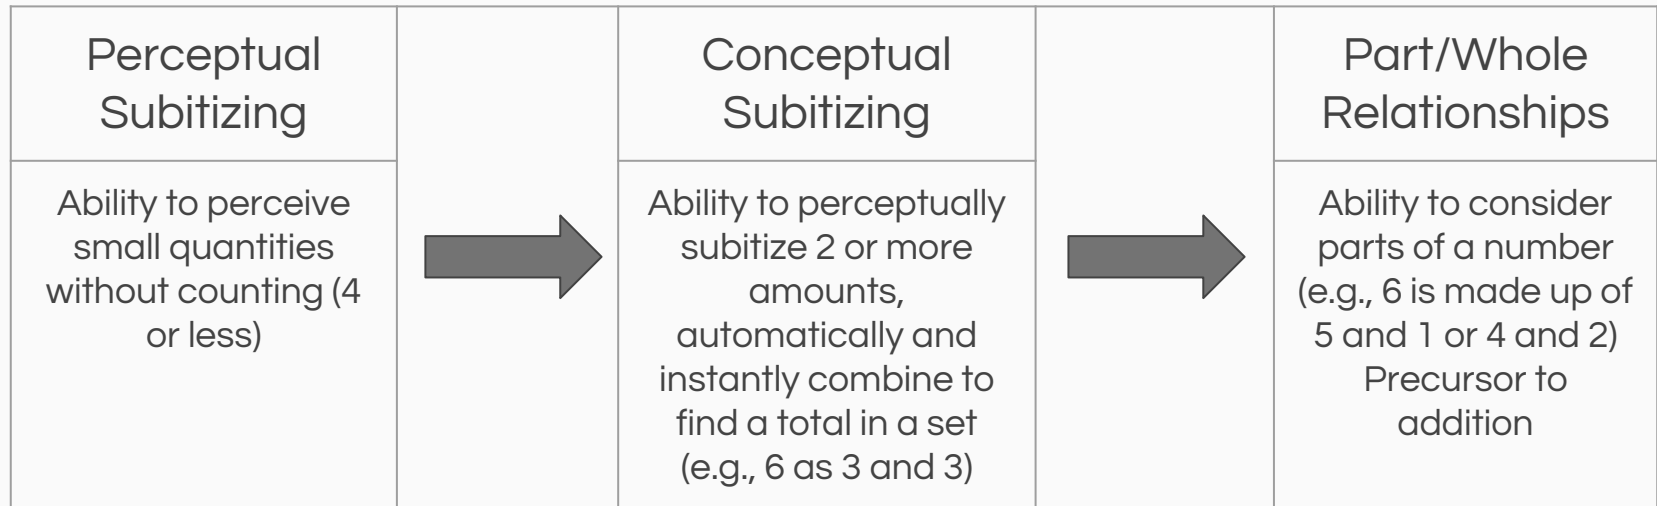 Perceptual
Subitizing
Ability to perceive
small quantities
without counting (4
or less)
Conceptual
Subitizing
Ability to perceptually
subitize 2 or more
amounts,
automatically and
instantly combine to
find a total in a set
(e.g., 6 as 3 and 3)
Part/Whole
Relationships
Ability to consider
parts of a number
(e.g., 6 is made up of
5 and 1 or 4 and 2)
Precursor to
addition